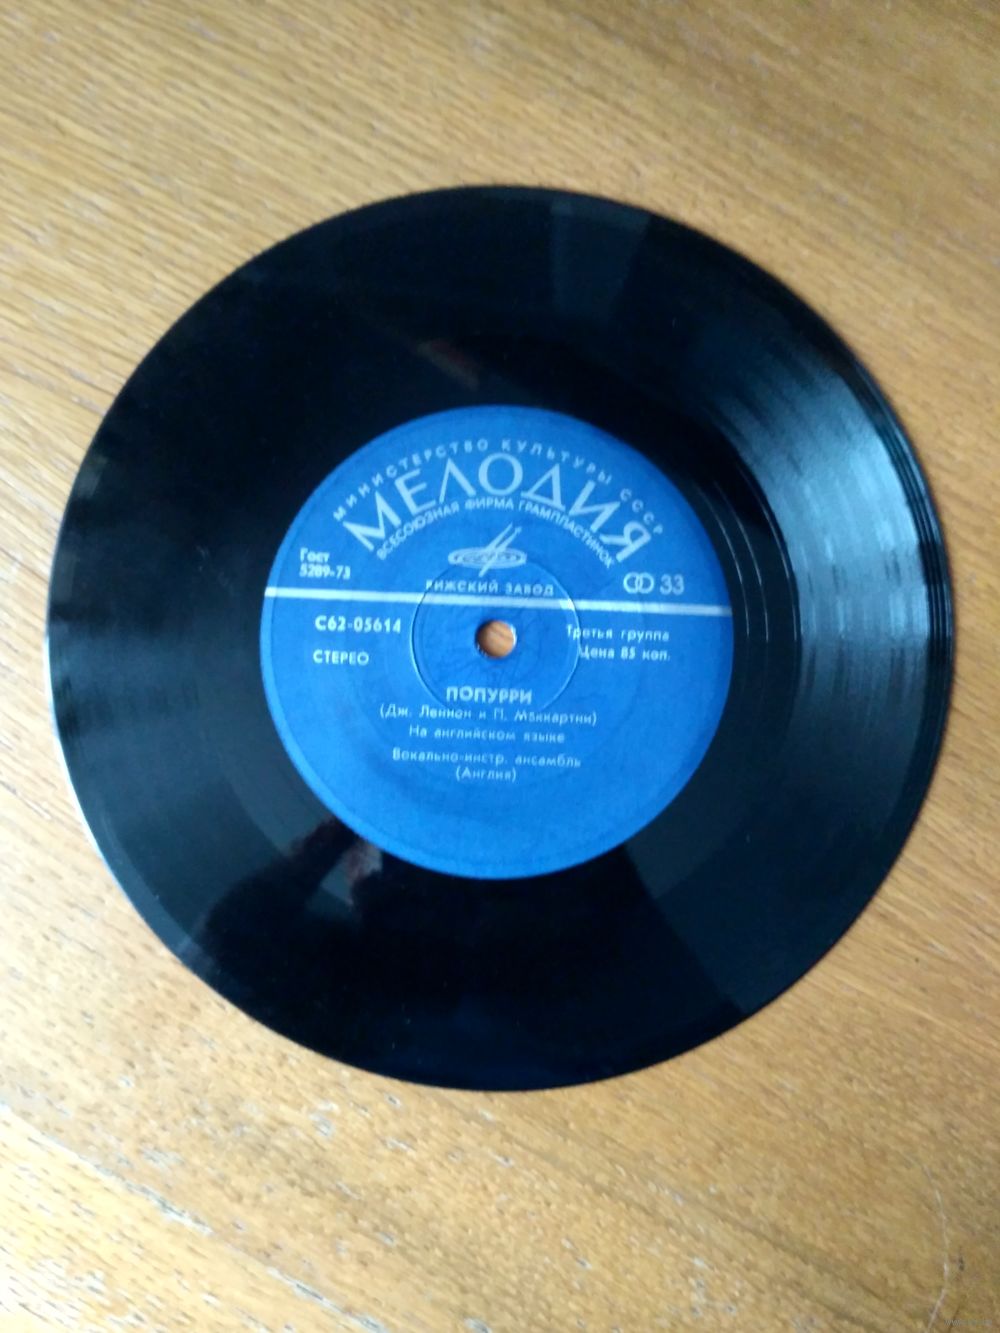 МИНИСТЕРСТВО КУЛЬТУРЫ СССР
МЕЛОДИЯ
ВСЕСОЮЗНАЯ ФИРМА ГРАМПЛАСТИНОК
Гост
5289-73
РИЖСКИЙ ЗАВОД
33
С62-05614
Третья группа
СТЕРЕО
Цена 85 коп.
ПОПУРРИ
(Дж. Леннон и П. Маккартни)
На английском языке
Вокально-инстр. ансамбль
(Англия)